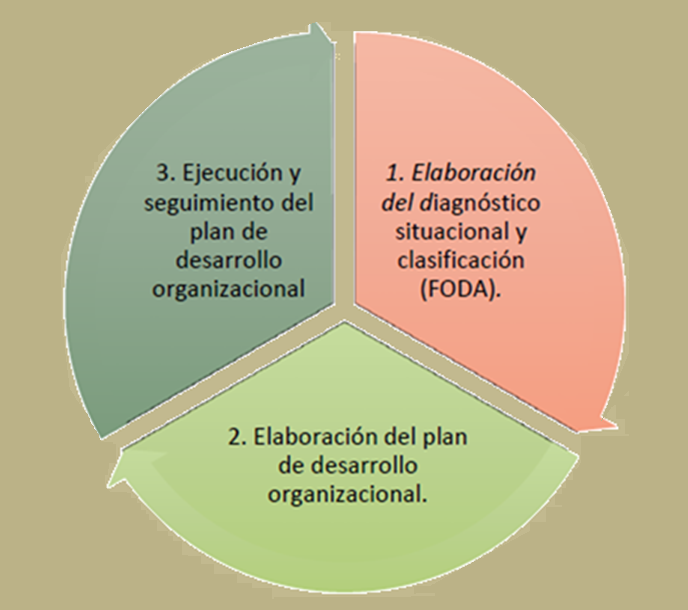 1. Elaboración
del diagnóstico
situacional y
clasificación
(FODA).
2. Elaboración del plan
de desarrollo
organizacional.
3. Ejecución y
seguimiento del
plan de
desarrollo
organizacional